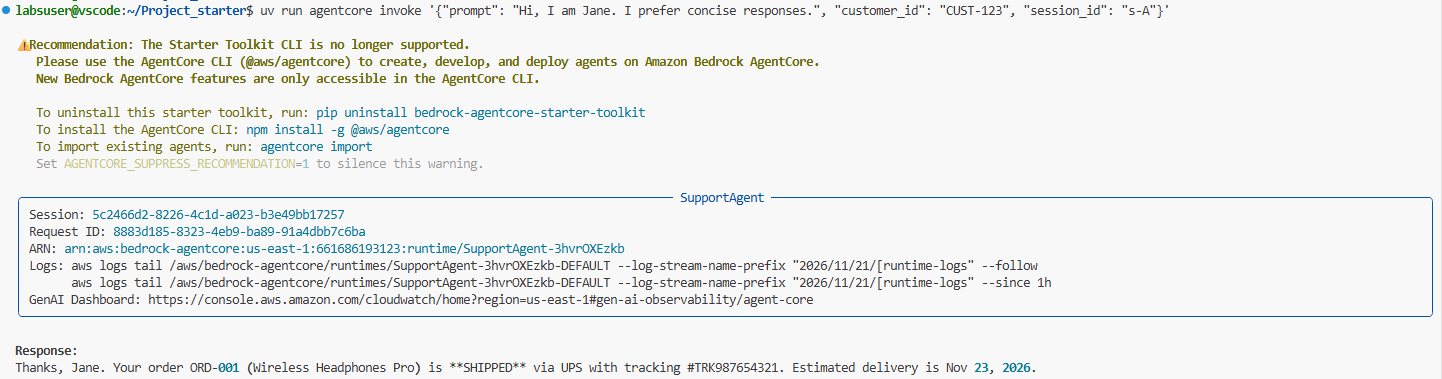 labsuser@vscode:~/Project_starter$ uv run agentcore invoke '{"prompt": "Hi, I am Jane. I prefer concise responses.", "customer_id": "CUST-123", "session_id": "s-A"}'
⚠️Recommendation: The Starter Toolkit CLI is no longer supported.
Please use the AgentCore CLI (@aws/agentcore) to create, develop, and deploy agents on Amazon Bedrock AgentCore.
New Bedrock AgentCore features are only accessible in the AgentCore CLI.
To uninstall this starter toolkit, run: pip uninstall bedrock-agentcore-starter-toolkit
To install the AgentCore CLI: npm install -g @aws/agentcore
To import existing agents, run: agentcore import
Set AGENTCORE_SUPPRESS_RECOMMENDATION=1 to silence this warning.
SupportAgent
Session: 5c2466d2-8226-4c1d-a023-b3e49bb17257
Request ID: 8883d185-8323-4eb9-ba89-91a4dbb7c6ba
ARN: arn:aws:bedrock-agentcore:us-east-1:661686193123:runtime/SupportAgent-3hvrOXEzkb
Logs: aws logs tail /aws/bedrock-agentcore/runtimes/SupportAgent-3hvrOXEzkb-DEFAULT --log-stream-name-prefix "2026/11/21/[runtime-logs" --follow
aws logs tail /aws/bedrock-agentcore/runtimes/SupportAgent-3hvrOXEzkb-DEFAULT --log-stream-name-prefix "2026/11/21/[runtime-logs" --since 1h
GenAI Dashboard: https://console.aws.amazon.com/cloudwatch/home?region=us-east-1#gen-ai-observability/agent-core
Response:
Thanks, Jane. Your order ORD-001 (Wireless Headphones Pro) is **SHIPPED** via UPS with tracking #TRK987654321. Estimated delivery is Nov 23, 2026.